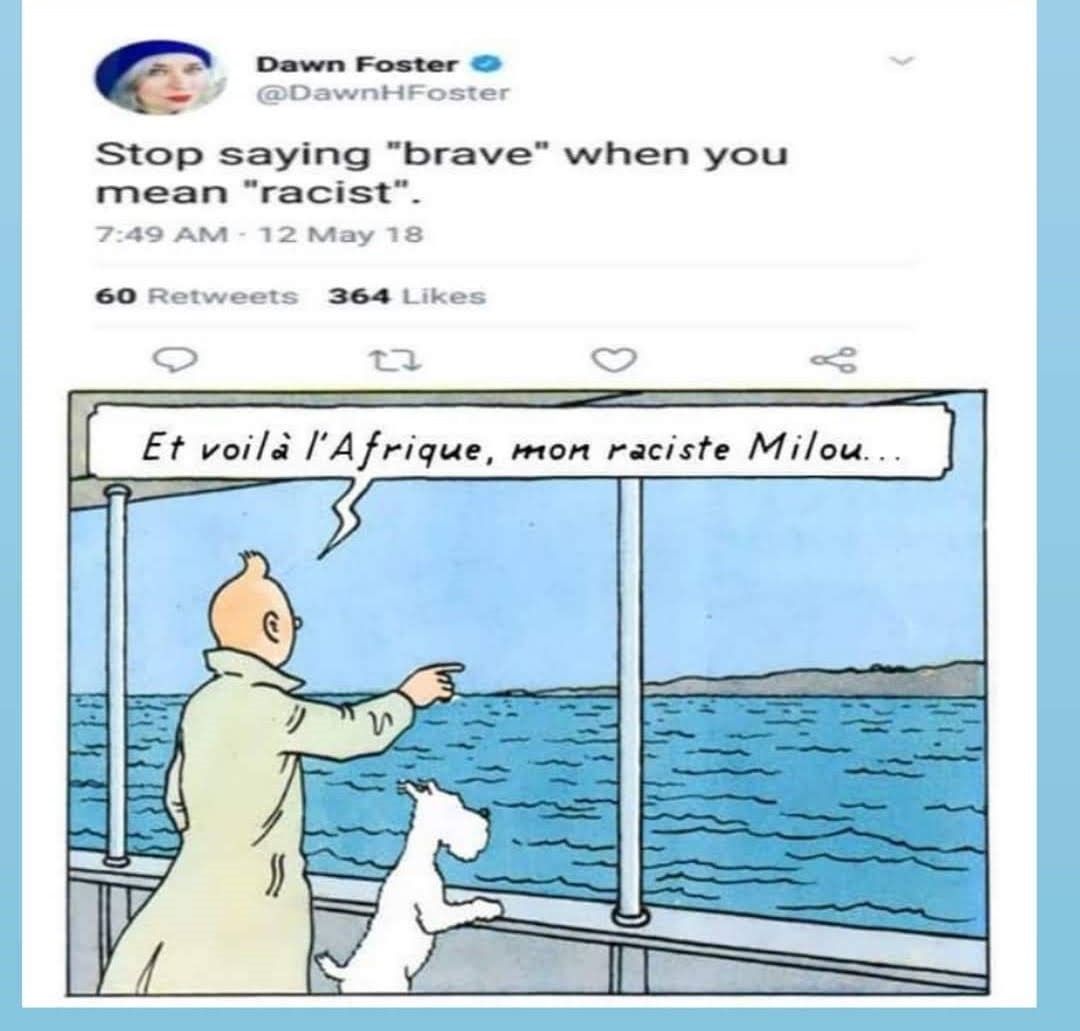 Dawn Foster
@DawnHFoster
Stop saying "brave" when you
mean "racist".
7:49 AM · 12 May 18
60 Retweets 364 Likes
Et voilà l'Afrique, mon raciste Milou...